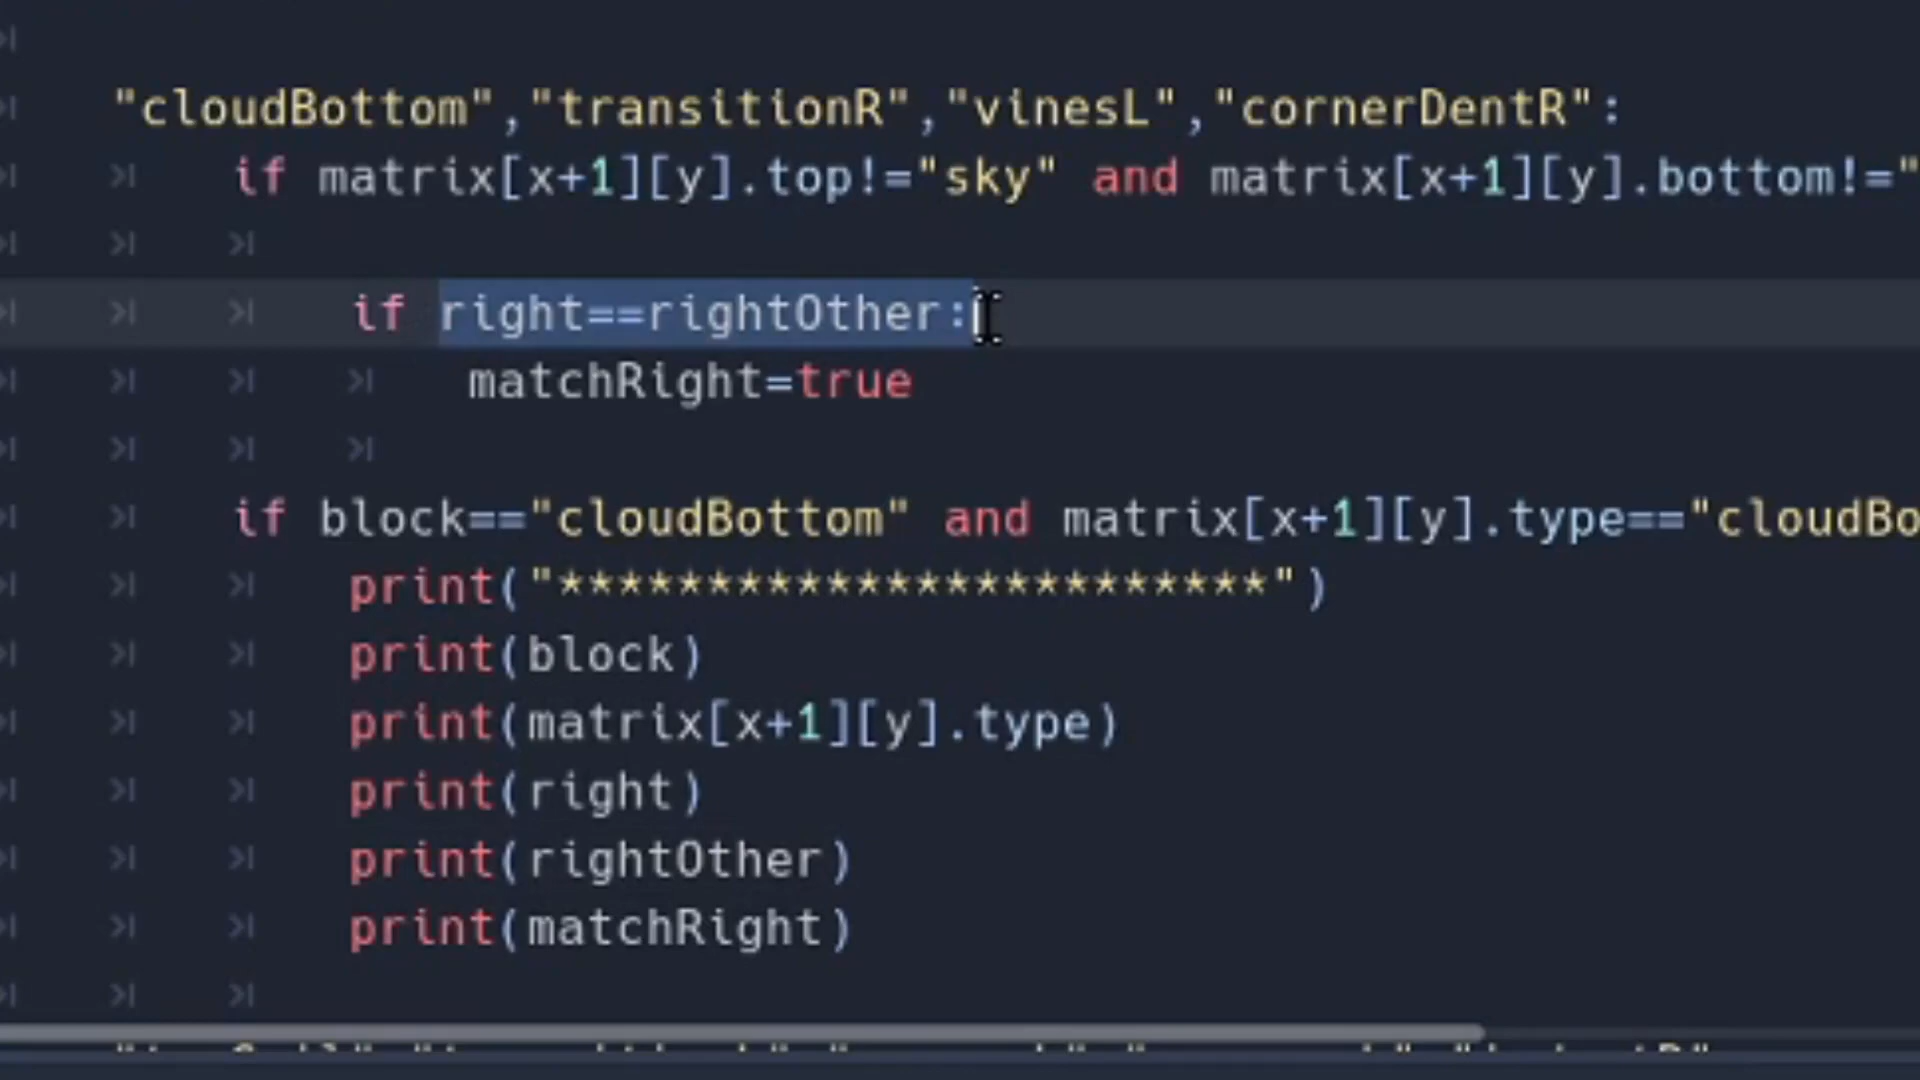 "cloudBottom","transitionR","vinesL","cornerDentR":
if matrix[x+1][y].top!="sky" and matrix[x+1][y].bottom!="
if right==rightOther:
matchRight=true
if block=="cloudBottom" and matrix[x+1][y].type=="cloudBo
print("************************")
print(block)
print(matrix[x+1][y].type)
print(right)
print(rightOther)
print(matchRight)